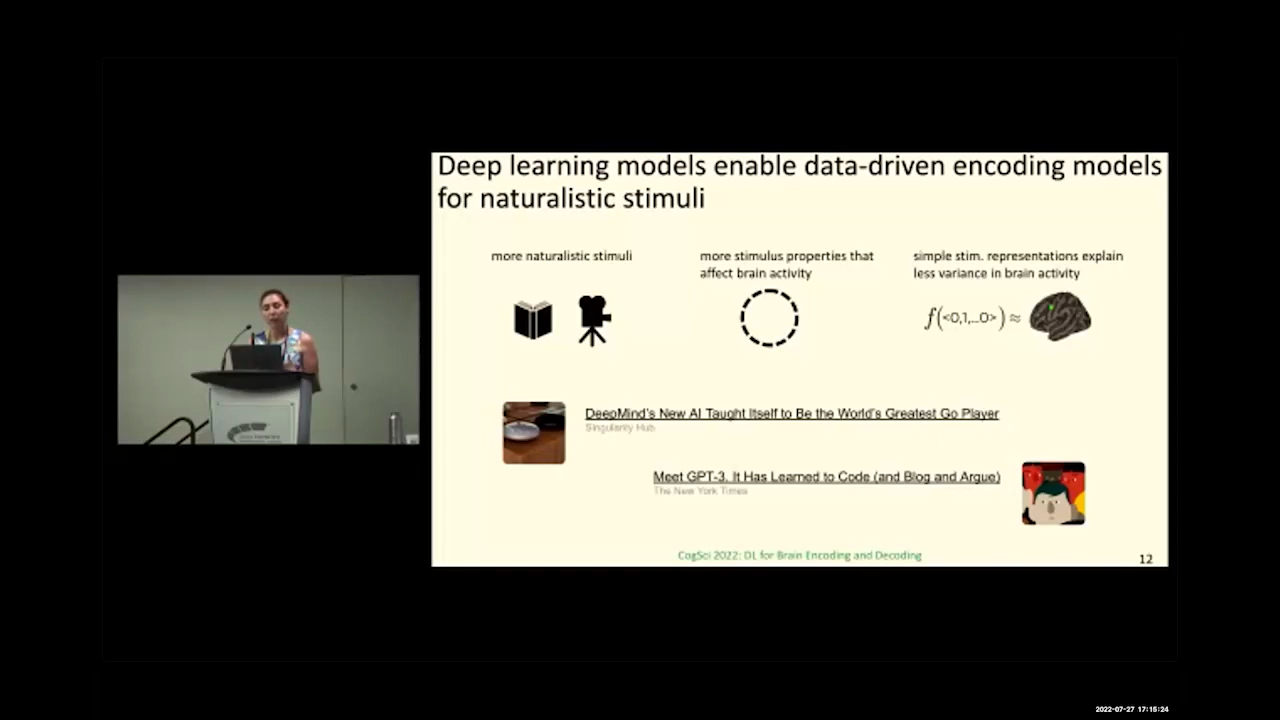 Deep learning models enable data-driven encoding models
for naturalistic stimuli
more naturalistic stimuli
more stimulus properties that
affect brain activity
simple stim. representations explain
less variance in brain activity
f(<0,1,...0>) ≈
DeepMind's New AI Taught Itself to Be the World's Greatest Go Player
Singularity Hub
Meet GPT-3. It Has Learned to Code (and Blog and Argue)
The New York Times
CogSci 2022: DL for Brain Encoding and Decoding
12
2022-07-27 17:15:24